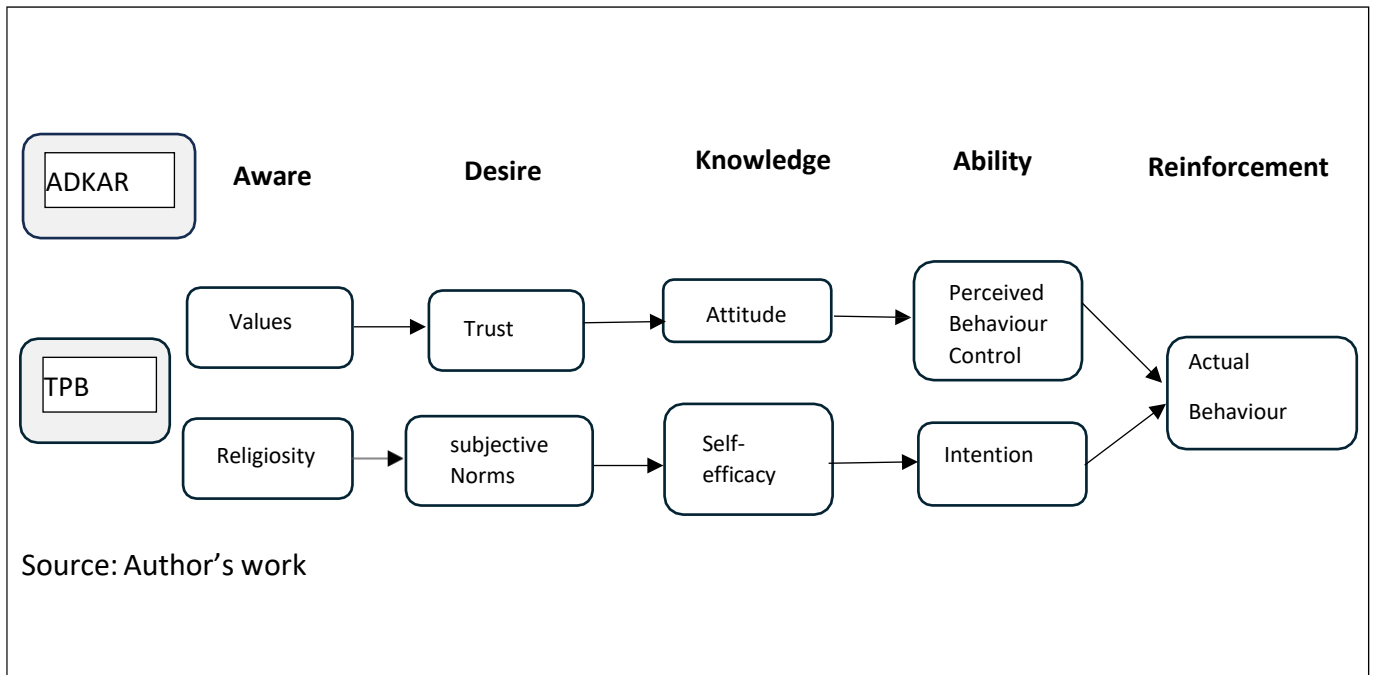 ADKAR
Aware
Desire
Knowledge
Ability
Reinforcement
TPB
Values
Trust
Attitude
Perceived
Behaviour
Control
Actual
Behaviour
Religiosity
subjective
Norms
Self-
efficacy
Intention
Source: Author’s work